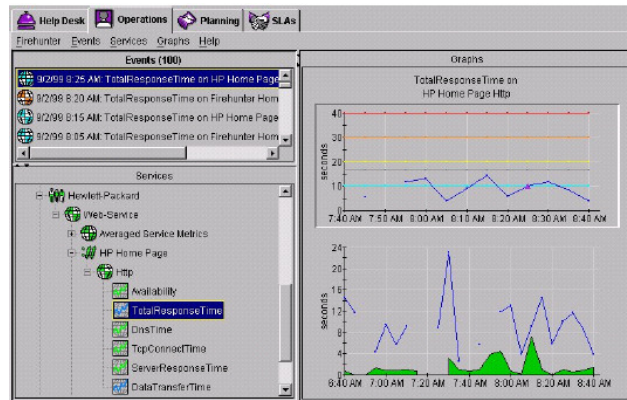 Help Desk Operations Planning SLAs
Firehunter Events Services Graphs Help
Events (100)
9/2/99 8:25 AM: TotalResponseTime on HP Home Page
9/2/99 8:20 AM: TotalResponseTime on Firehunter Hom
9/2/99 8:15 AM: TotalResponseTime on HP Home Page
9/2/99 8:05 AM: TotalResponseTime on Firehunter Hom
Services
Hewlett-Packard
Web-Service
Averaged Service Metrics
HP Home Page
Http
Availability
TotalResponseTime
DnsTime
TcpConnectTime
ServerResponseTime
DataTransferTime
Graphs
TotalResponseTime on
HP Home Page Http
seconds
40
30
20
10
0
7:40 AM 7:50 AM 8:00 AM 8:10 AM 8:20 AM 8:30 AM 8:40 AM
seconds
24
20
16
12
8
4
0
6:40 AM 7:00 AM 7:20 AM 7:40 AM 8:00 AM 8:20 AM 8:40 AM